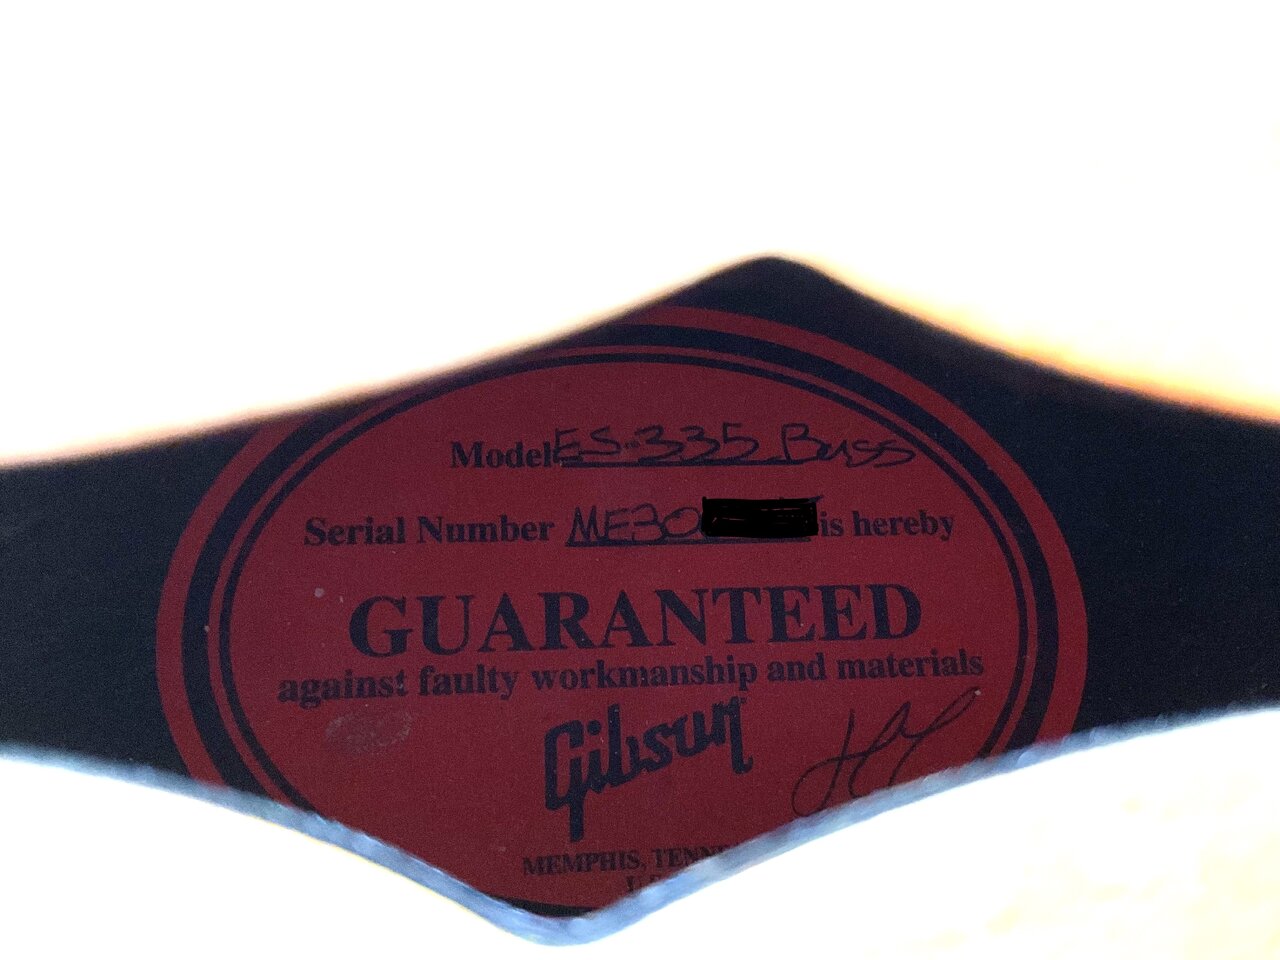 Model ES-335 Bass
Serial Number ME30 is hereby
GUARANTEED
against faulty workmanship and materials
Gibson
MEMPHIS, TENN